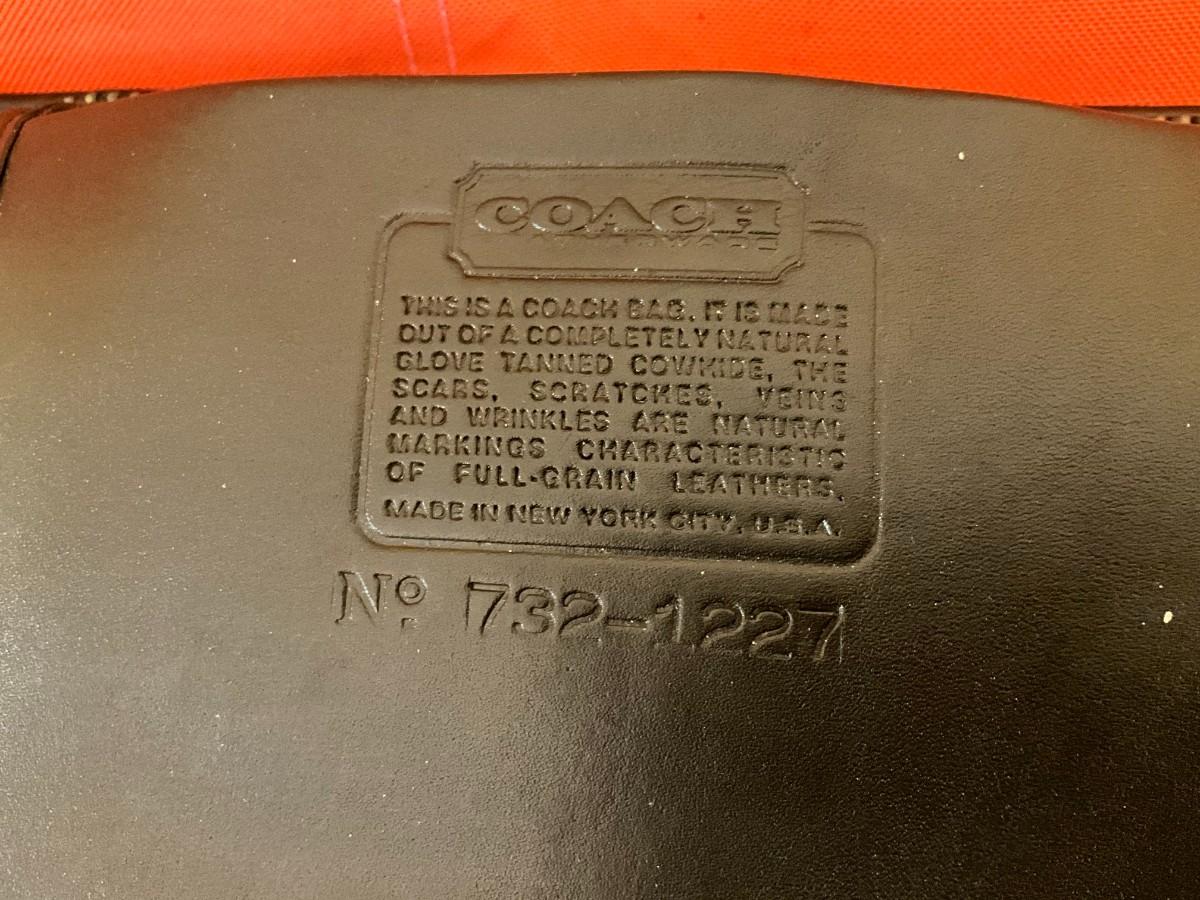 COACH
LEATHERWARE
THIS IS A COACH BAG. IT IS MADE
OUT OF A COMPLETELY NATURAL
GLOVE TANNED COWHIDE, THE
SCARS, SCRATCHES, VEINS
AND WRINKLES ARE NATURAL
MARKINGS CHARACTERISTIC
OF FULL-GRAIN LEATHERS.
MADE IN NEW YORK CITY, U.S.A.
Nº 732-1227